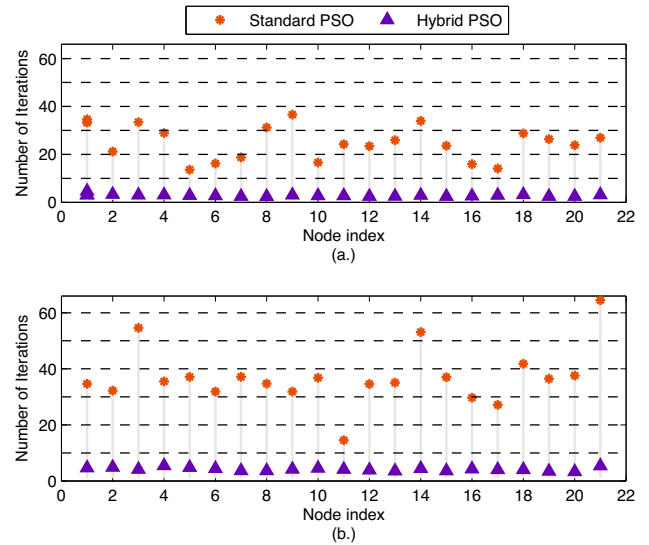 Standard PSO Hybrid PSO
60
40
20
0
Number of Iterations
0 2 4 6 8 10 12 14 16 18 20 22
Node index
(a.)
60
40
20
0
Number of Iterations
0 2 4 6 8 10 12 14 16 18 20 22
Node index
(b.)